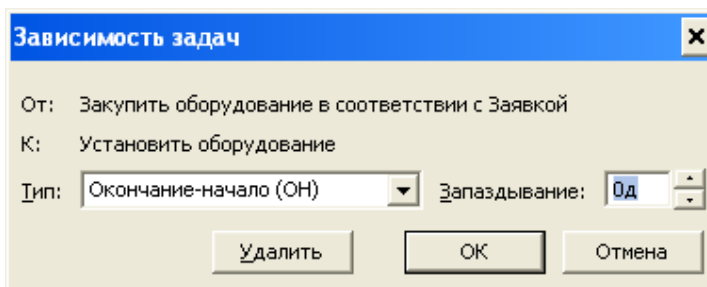 Зависимость задач
От: Закупить оборудование в соответствии с Заявкой
К: Установить оборудование
Тип: Окончание-начало (ОН) Запаздывание: 0д
Удалить ОК Отмена